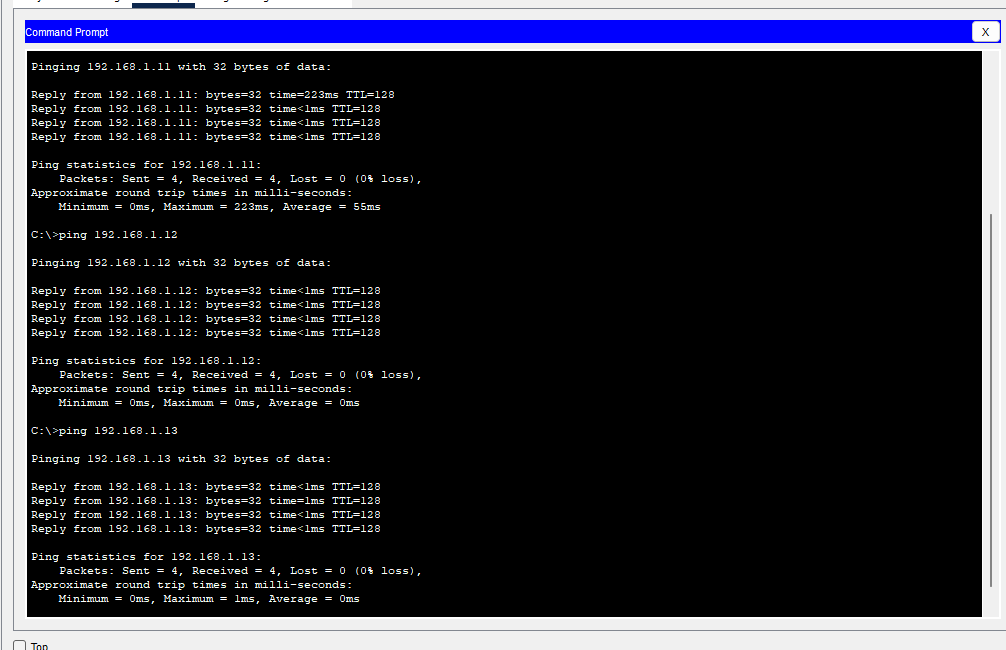 Command Prompt
X
Pinging 192.168.1.11 with 32 bytes of data:
Reply from 192.168.1.11: bytes=32 time=223ms TTL=128
Reply from 192.168.1.11: bytes=32 time<1ms TTL=128
Reply from 192.168.1.11: bytes=32 time<1ms TTL=128
Reply from 192.168.1.11: bytes=32 time<1ms TTL=128
Ping statistics for 192.168.1.11:
    Packets: Sent = 4, Received = 4, Lost = 0 (0% loss),
Approximate round trip times in milli-seconds:
    Minimum = 0ms, Maximum = 223ms, Average = 55ms
C:\>ping 192.168.1.12
Pinging 192.168.1.12 with 32 bytes of data:
Reply from 192.168.1.12: bytes=32 time<1ms TTL=128
Reply from 192.168.1.12: bytes=32 time<1ms TTL=128
Reply from 192.168.1.12: bytes=32 time<1ms TTL=128
Reply from 192.168.1.12: bytes=32 time<1ms TTL=128
Ping statistics for 192.168.1.12:
    Packets: Sent = 4, Received = 4, Lost = 0 (0% loss),
Approximate round trip times in milli-seconds:
    Minimum = 0ms, Maximum = 0ms, Average = 0ms
C:\>ping 192.168.1.13
Pinging 192.168.1.13 with 32 bytes of data:
Reply from 192.168.1.13: bytes=32 time<1ms TTL=128
Reply from 192.168.1.13: bytes=32 time=1ms TTL=128
Reply from 192.168.1.13: bytes=32 time<1ms TTL=128
Reply from 192.168.1.13: bytes=32 time<1ms TTL=128
Ping statistics for 192.168.1.13:
    Packets: Sent = 4, Received = 4, Lost = 0 (0% loss),
Approximate round trip times in milli-seconds:
    Minimum = 0ms, Maximum = 1ms, Average = 0ms
Top